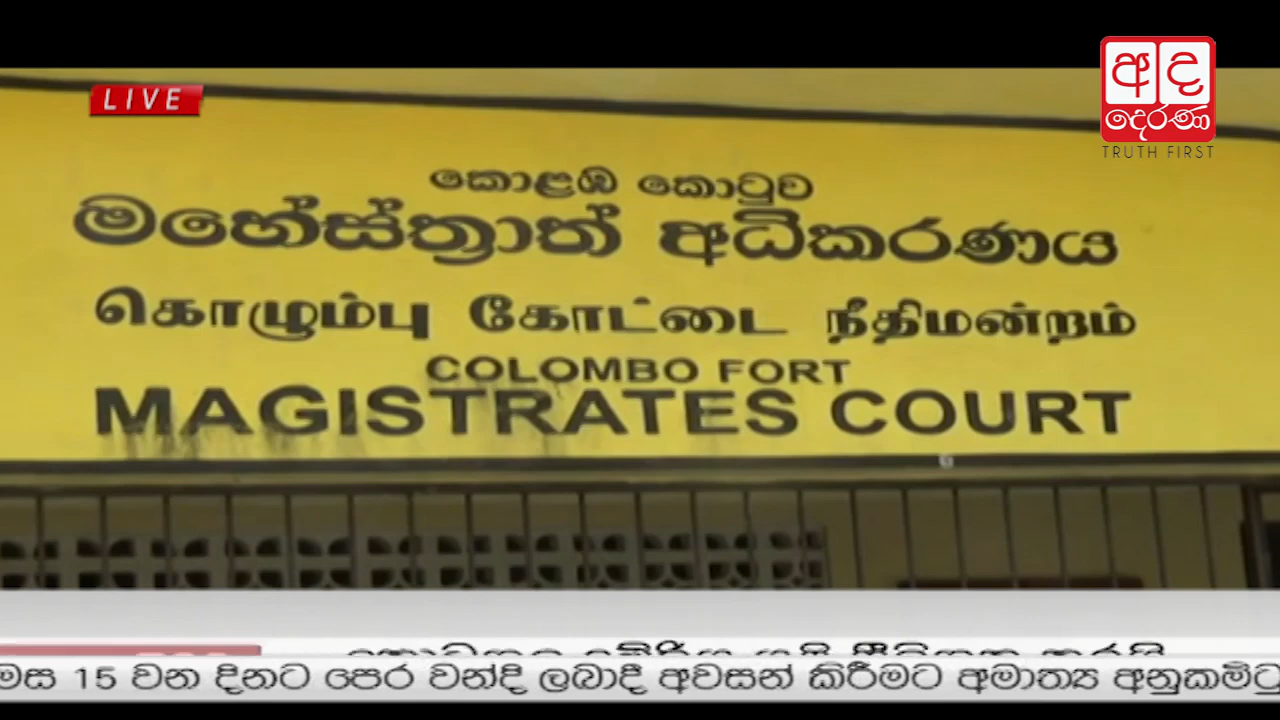 LIVE
අද
දෙරණ
TRUTH FIRST
කොළඹ කොටුව
මහේස්ත්‍රාත් අධිකරණය
கொழும்பு கோட்டை நீதிமன்றம்
COLOMBO FORT
MAGISTRATES COURT
මස 15 වන දිනට පෙර වන්දි ලබාදී අවසන් කිරීමට අමාත්‍ය අනුකමිටු